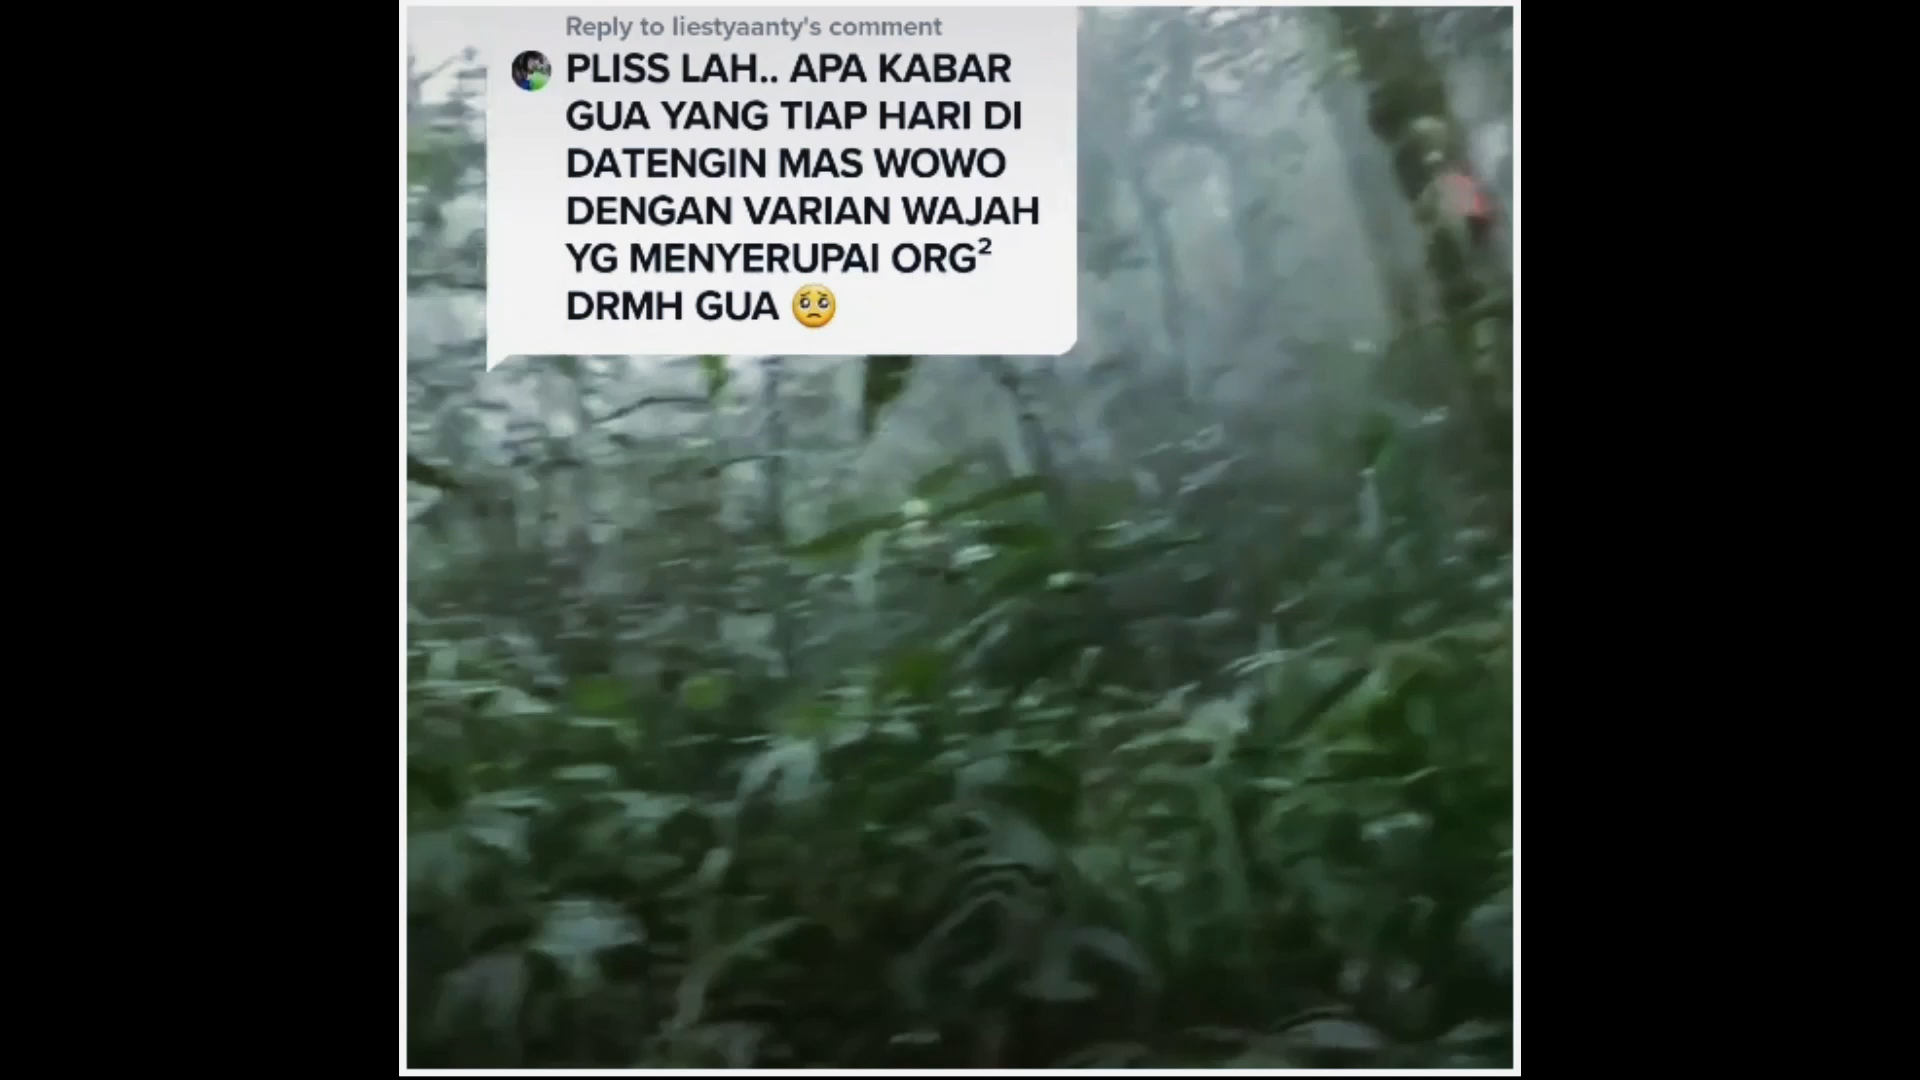 Reply to liestyaanty's comment
PLISS LAH.. APA KABAR
GUA YANG TIAP HARI DI
DATENGIN MAS WOWO
DENGAN VARIAN WAJAH
YG MENYERUPAI ORG²
DRMH GUA 🥺